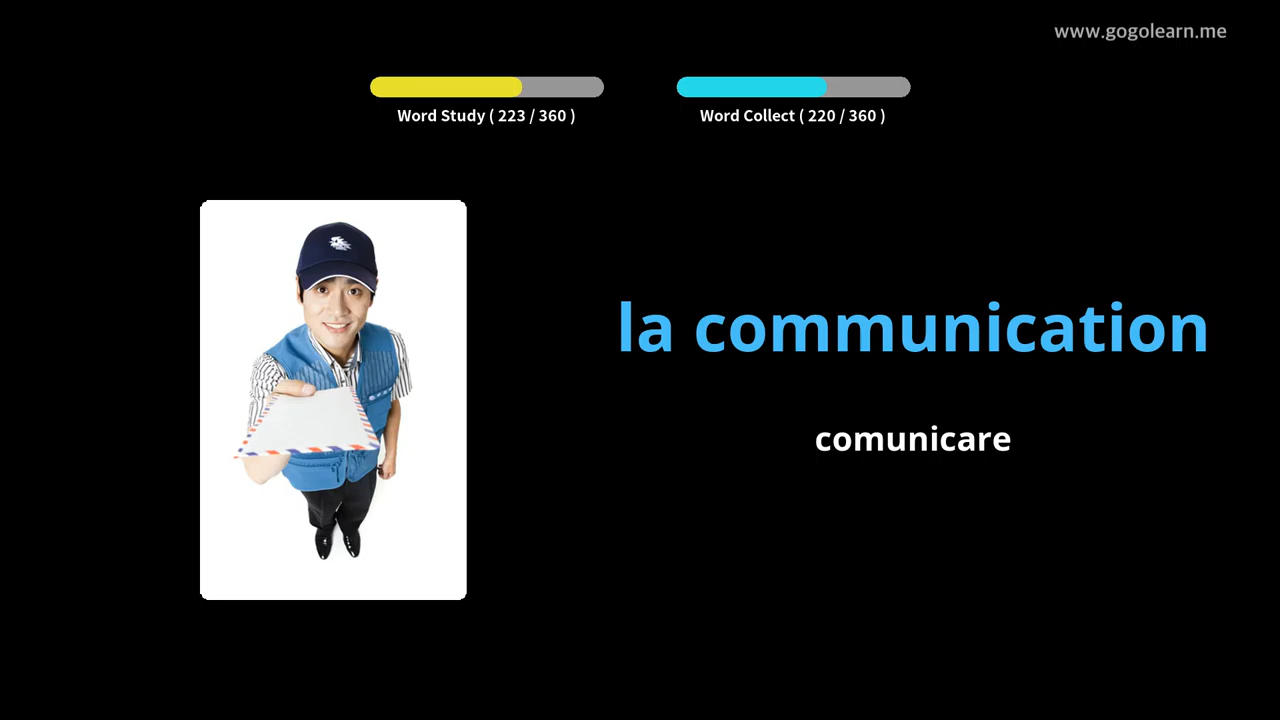 www.gogolearn.me
Word Study ( 223 / 360 )
Word Collect ( 220 / 360 )
la communication
comunicare